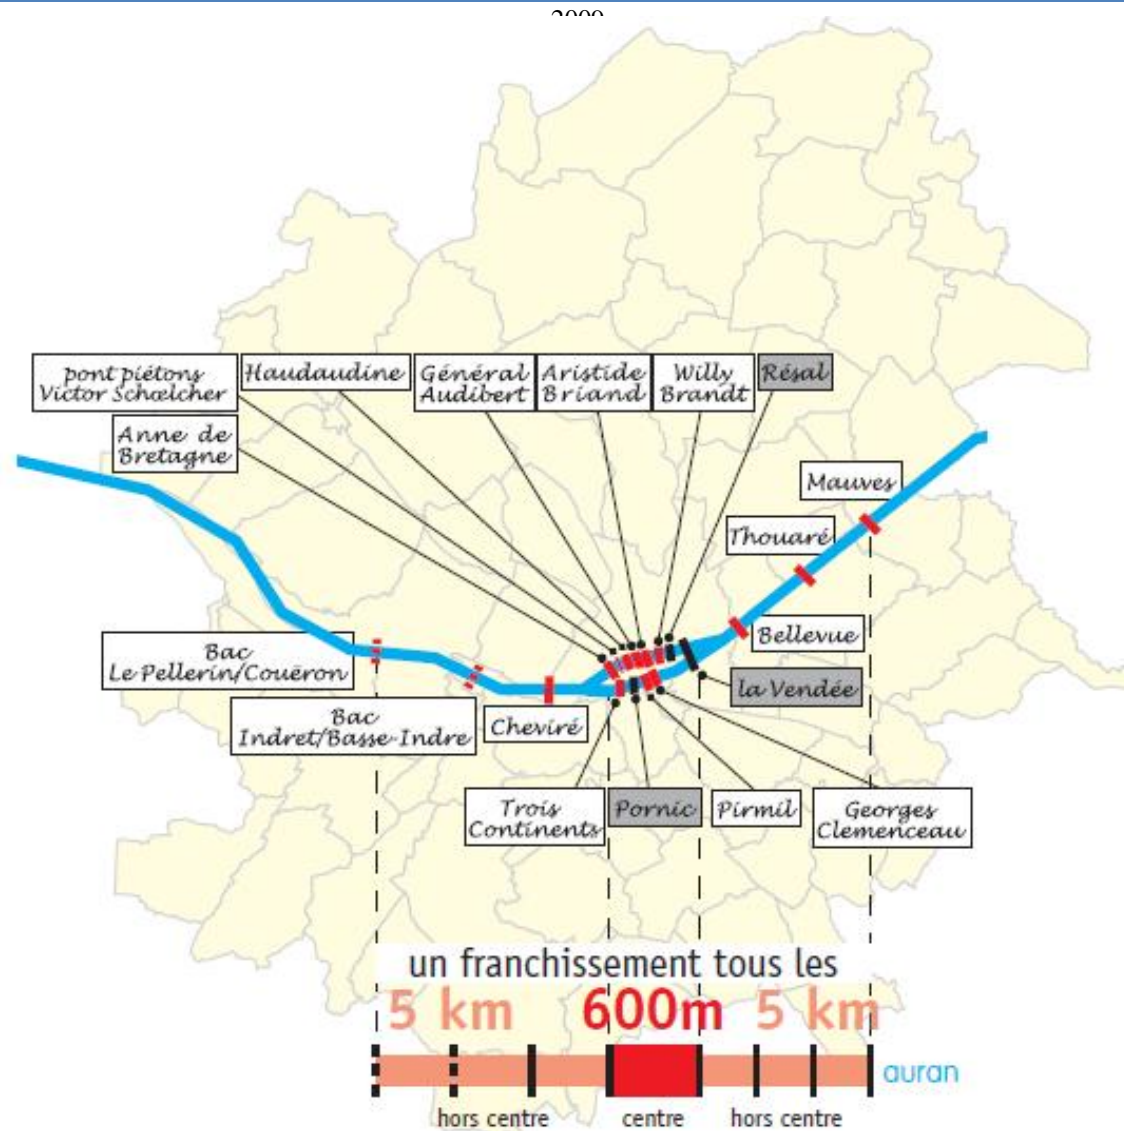 pont piétons
Victor Schœlcher
Haudaudine
Général
Audibert
Aristide
Briand
Willy
Brandt
Résal
Anne de
Bretagne
Mauves
Thouaré
Bellevue
la Vendée
Bac
Le Pellerin/Couëron
Bac
Indret/Basse-Indre
Cheviré
Trois
Continents
Pornic
Pirmil
Georges
Clemenceau
un franchissement tous les
5 km
600m
5 km
auran
hors centre
centre
hors centre